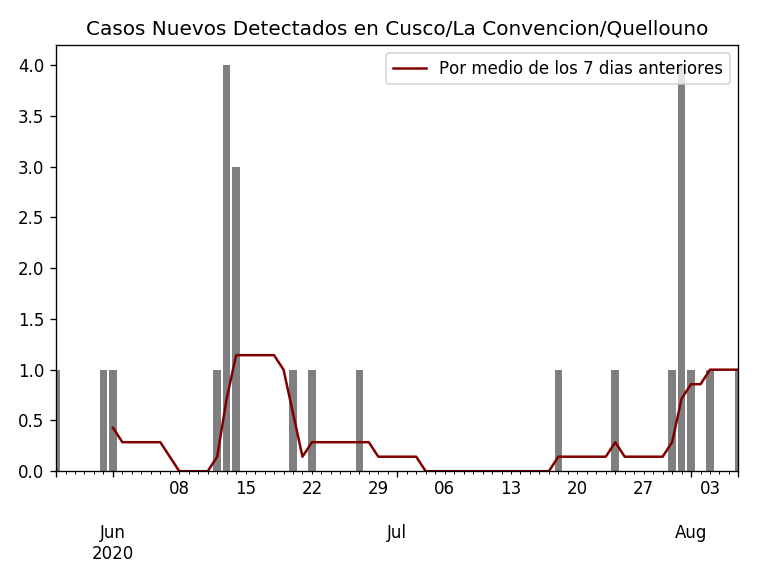 Casos Nuevos Detectados en Cusco/La Convencion/Quellouno
Por medio de los 7 dias anteriores
4.0
3.5
3.0
2.5
2.0
1.5
1.0
0.5
0.0
08 15 22 29 06 13 20 27 03
Jun Jul Aug
2020